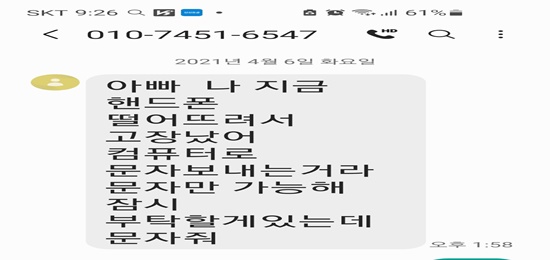 SKT 9:26 61%
010-7451-6547
HD
2021년 4월 6일 화요일
아빠 나 지금
핸드폰
떨어뜨려서
고장났어
컴퓨터로
문자보내는거라
문자만 가능해
잠시
부탁할게있는데
문자줘
오후 1:58